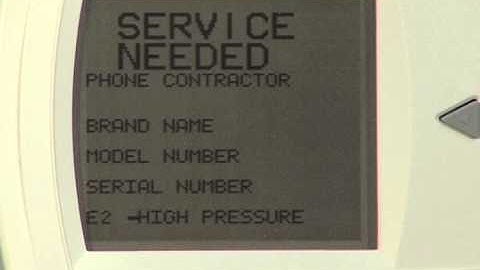 SERVICE
NEEDED
PHONE CONTRACTOR
BRAND NAME
MODEL NUMBER
SERIAL NUMBER
E2 -HIGH PRESSURE